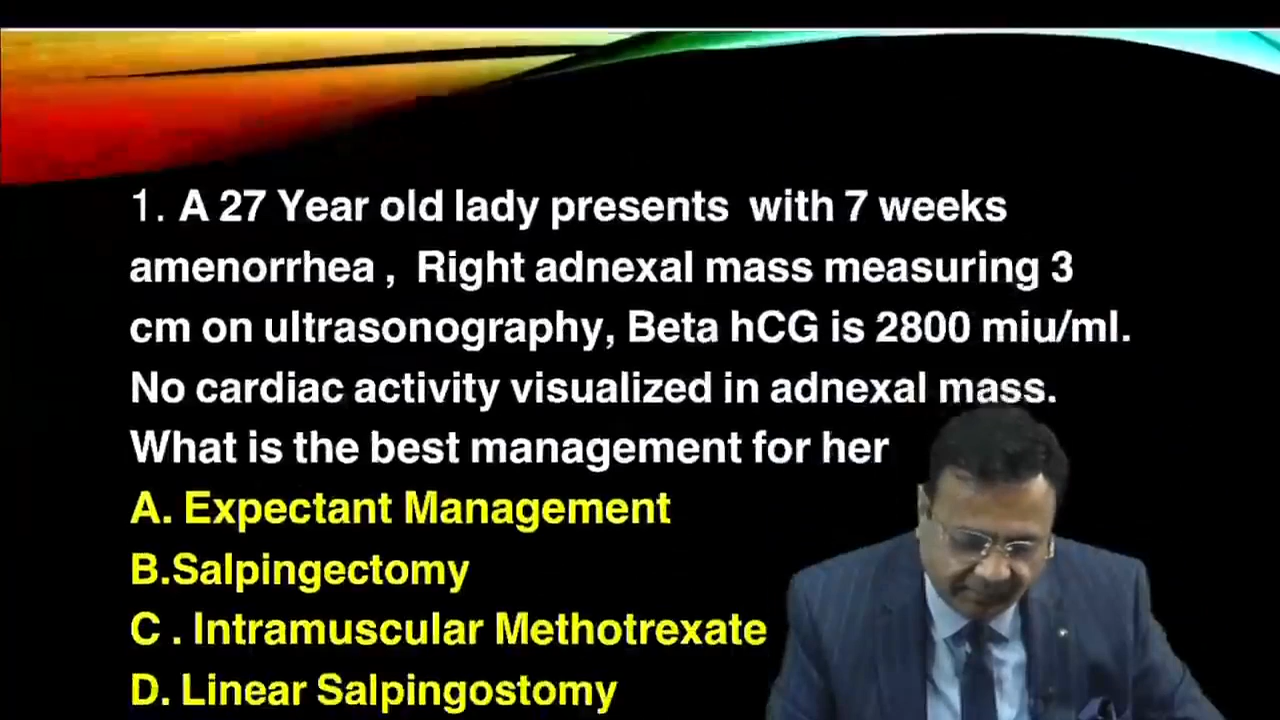 1. A 27 Year old lady presents with 7 weeks
amenorrhea , Right adnexal mass measuring 3
cm on ultrasonography, Beta hCG is 2800 miu/ml.
No cardiac activity visualized in adnexal mass.
What is the best management for her
A. Expectant Management
B.Salpingectomy
C . Intramuscular Methotrexate
D. Linear Salpingostomy